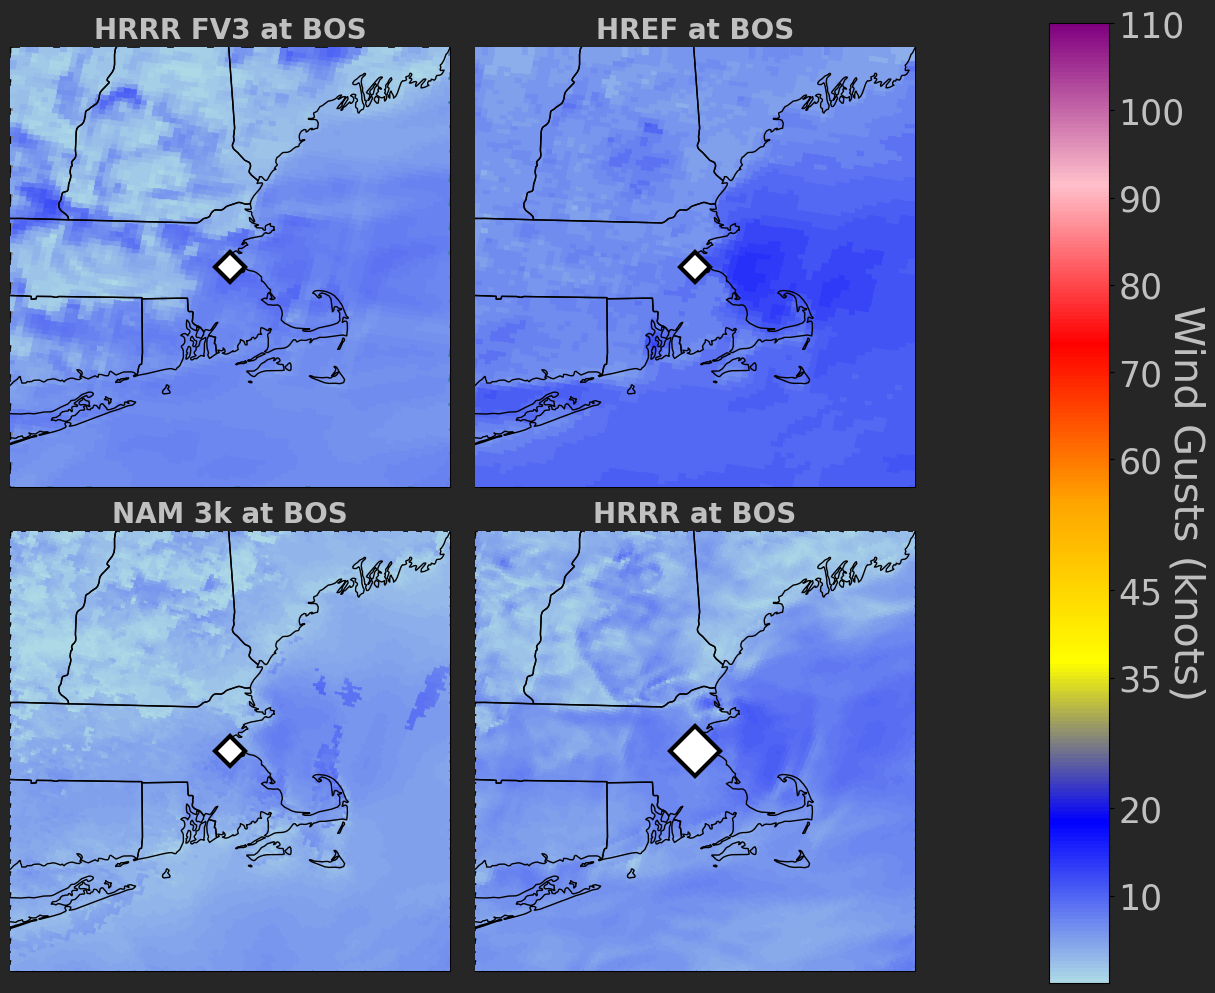 HRRR FV3 at BOS
HREF at BOS
NAM 3k at BOS
HRRR at BOS
110
100
90
80
70
60
45
35
20
10
Wind Gusts (knots)